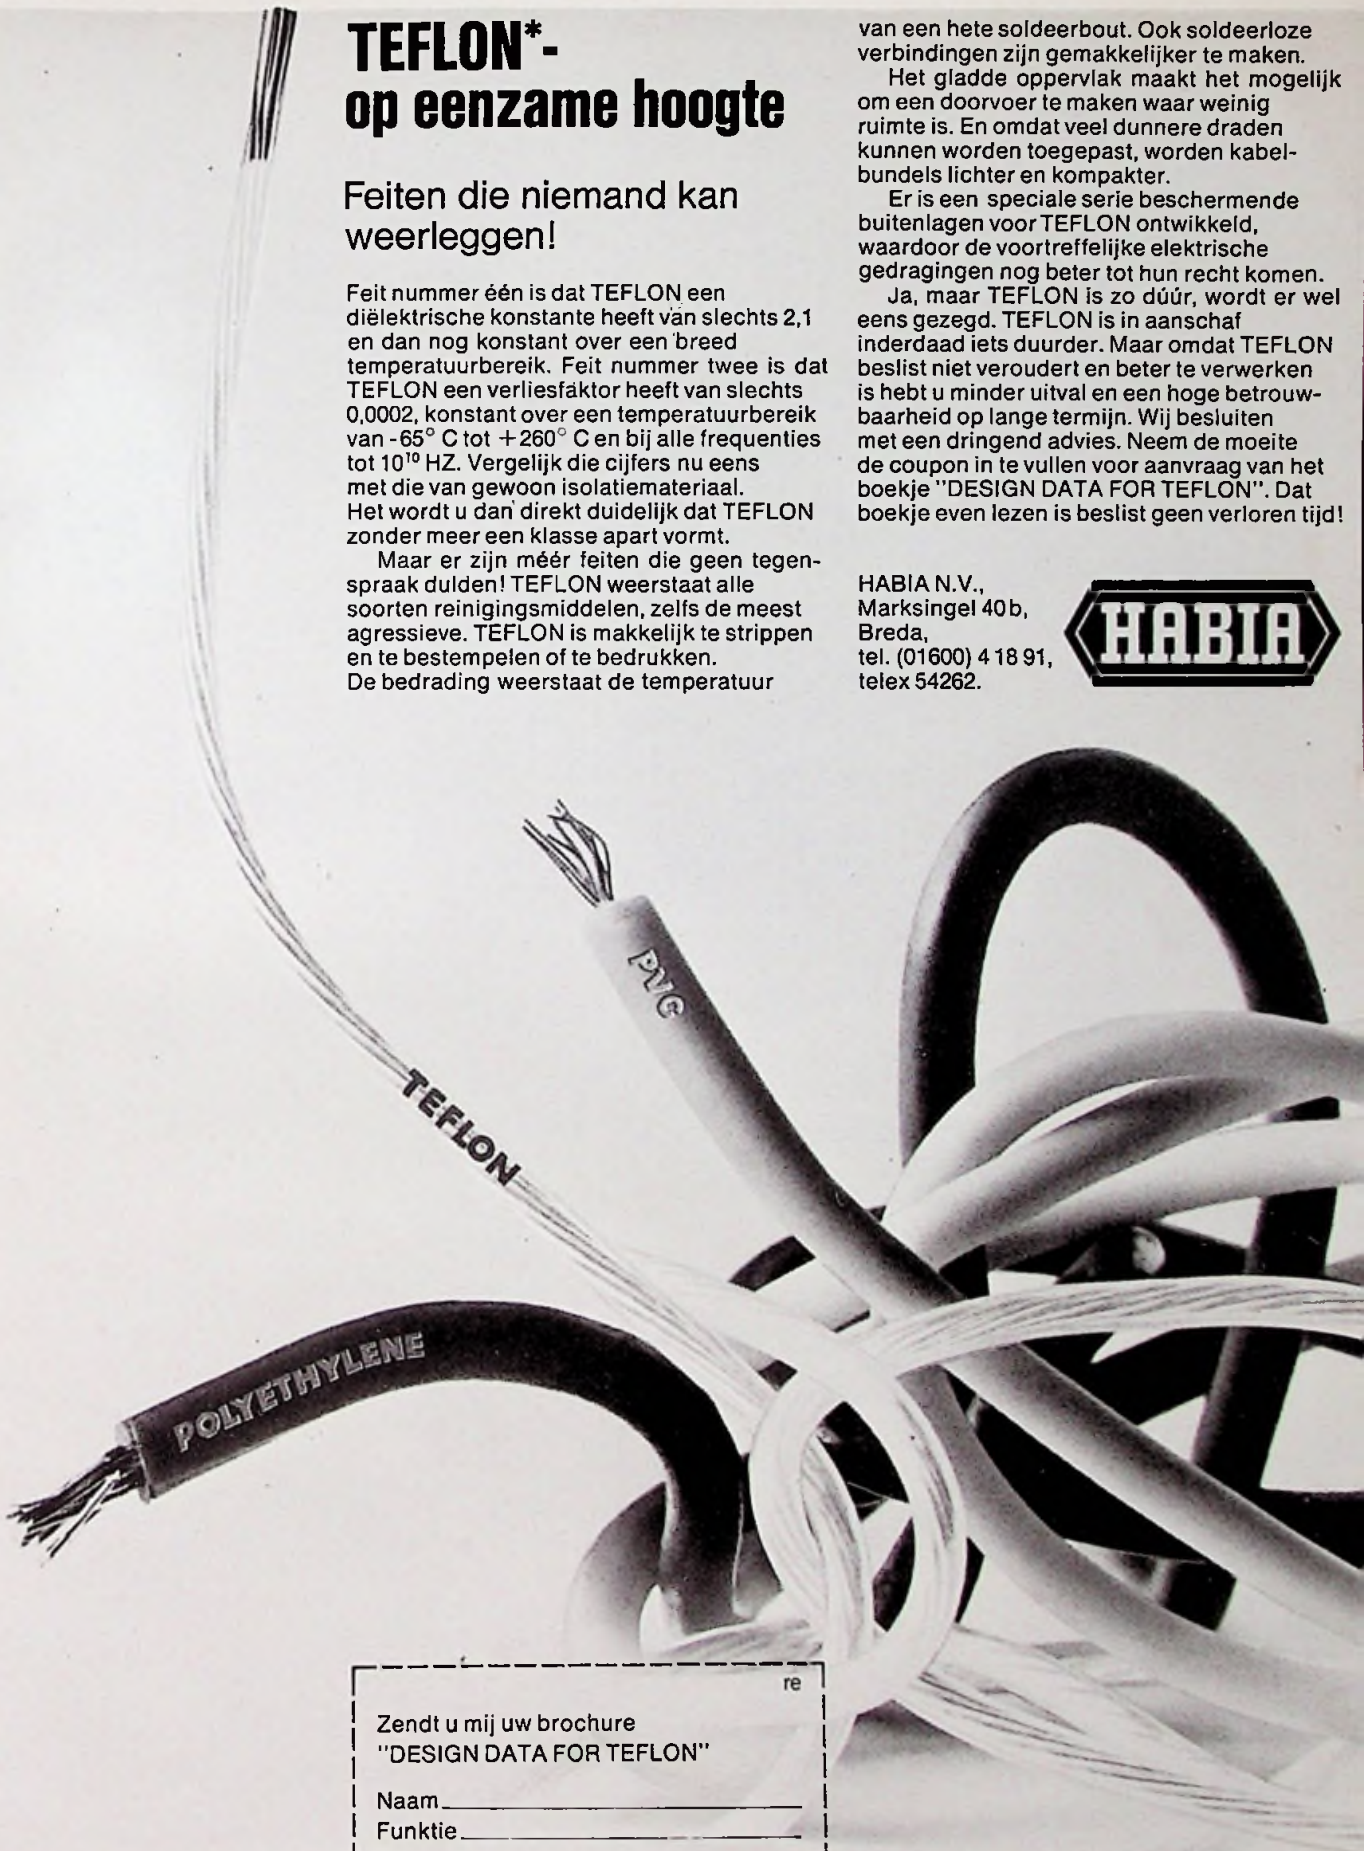 TEFLON*-
op eenzame hoogte
Feiten die niemand kan
weerleggen!
Feit nummer één is dat TEFLON een
diëlektrische konstante heeft van slechts 2,1
en dan nog konstant over een breed
temperatuurbereik. Feit nummer twee is dat
TEFLON een verliesfaktor heeft van slechts
0,0002, konstant over een temperatuurbereik
van -65° C tot +260° C en bij alle frequenties
tot 10¹⁰ HZ. Vergelijk die cijfers nu eens
met die van gewoon isolatiemateriaal.
Het wordt u dan direkt duidelijk dat TEFLON
zonder meer een klasse apart vormt.
Maar er zijn méér feiten die geen tegen-
spraak dulden! TEFLON weerstaat alle
soorten reinigingsmiddelen, zelfs de meest
agressieve. TEFLON is makkelijk te strippen
en te bestempelen of te bedrukken.
De bedrading weerstaat de temperatuur
van een hete soldeerbout. Ook soldeerloze
verbindingen zijn gemakkelijker te maken.
Het gladde oppervlak maakt het mogelijk
om een doorvoer te maken waar weinig
ruimte is. En omdat veel dunnere draden
kunnen worden toegepast, worden kabel-
bundels lichter en kompakter.
Er is een speciale serie beschermende
buitenlagen voor TEFLON ontwikkeld,
waardoor de voortreffelijke elektrische
gedragingen nog beter tot hun recht komen.
Ja, maar TEFLON is zo dúúr, wordt er wel
eens gezegd. TEFLON is in aanschaf
inderdaad iets duurder. Maar omdat TEFLON
beslist niet veroudert en beter te verwerken
is hebt u minder uitval en een hoge betrouw-
baarheid op lange termijn. Wij besluiten
met een dringend advies. Neem de moeite
de coupon in te vullen voor aanvraag van het
boekje "DESIGN DATA FOR TEFLON". Dat
boekje even lezen is beslist geen verloren tijd!
HABIA N.V.,
Marksingel 40b,
Breda,
tel. (01600) 4 18 91,
telex 54262.
HABIA
PVC
TEFLON
POLYETHYLENE
re
Zendt u mij uw brochure
"DESIGN DATA FOR TEFLON"
Naam
Funktie